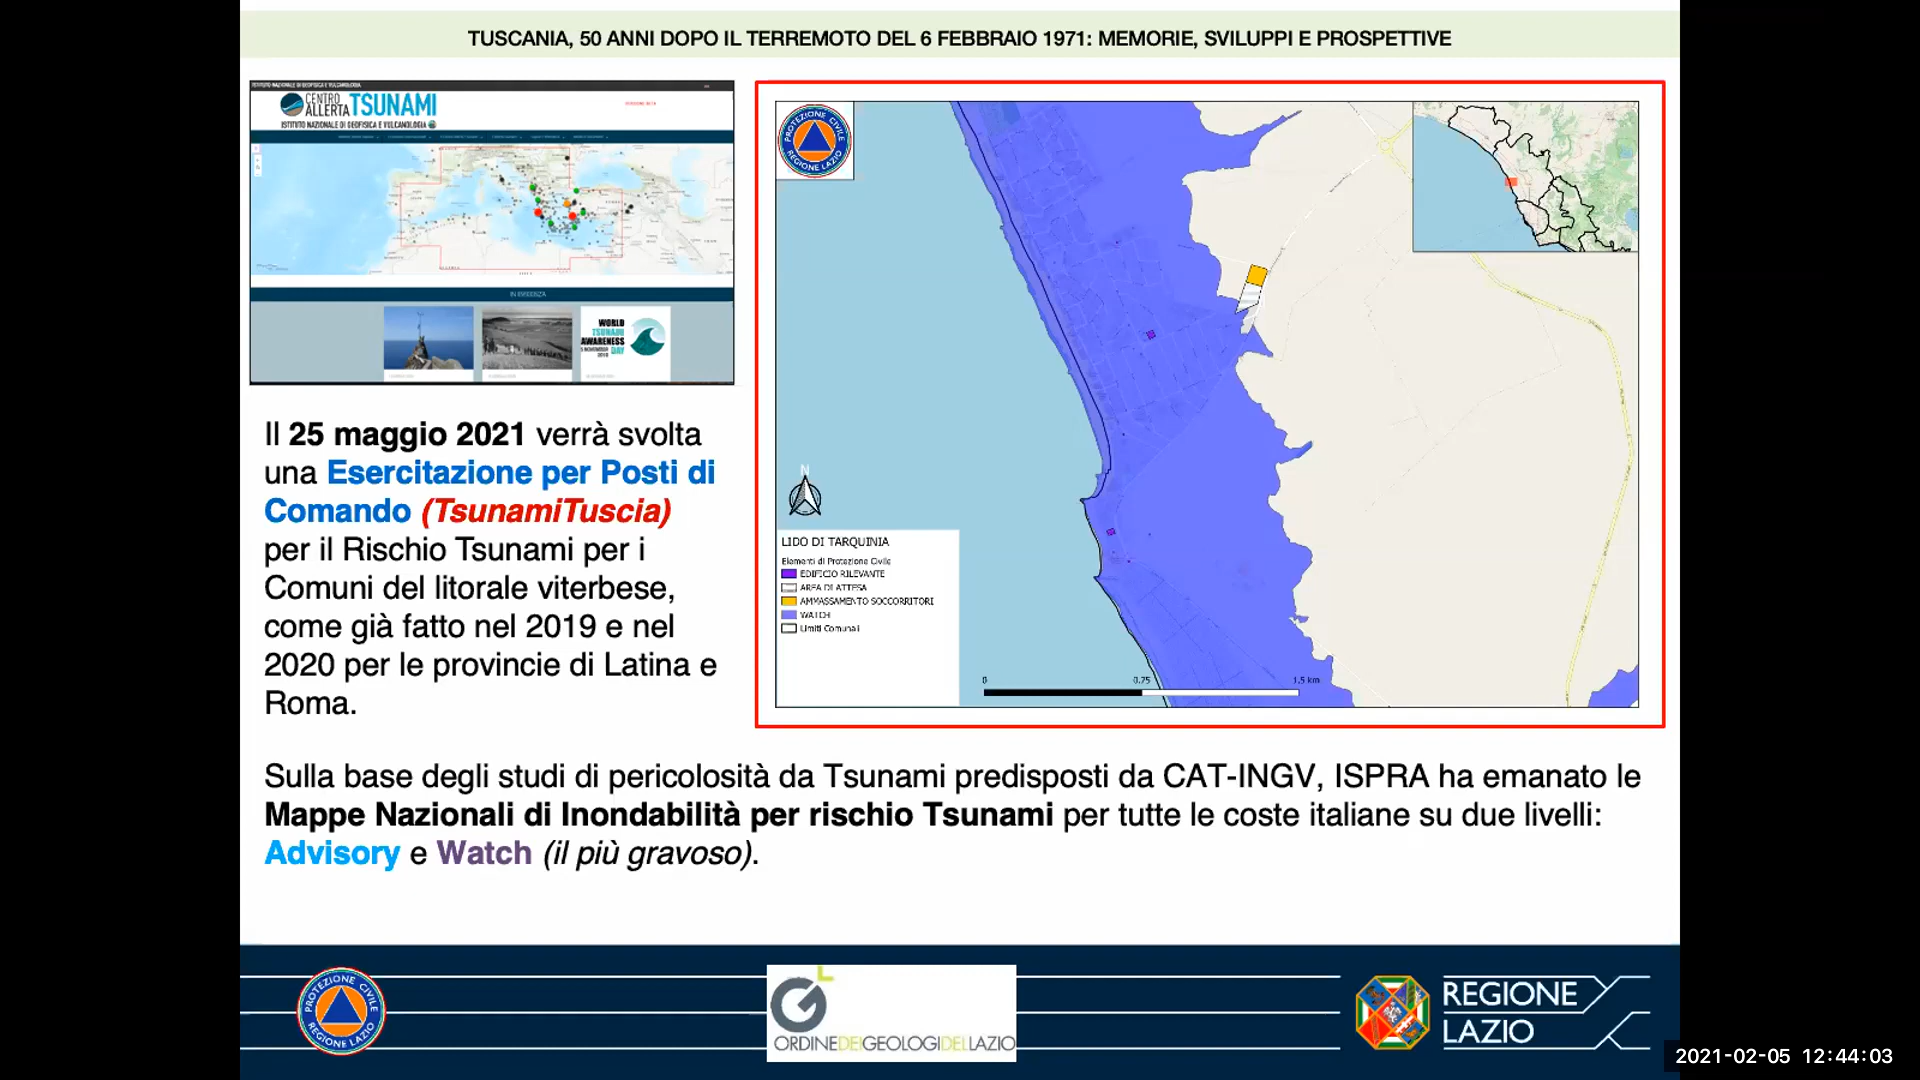 TUSCANIA, 50 ANNI DOPO IL TERREMOTO DEL 6 FEBBRAIO 1971: MEMORIE, SVILUPPI E PROSPETTIVE
ISTITUTO NAZIONALE DI GEOFISICA E VULCANOLOGIA
CENTRO
ALLERTA TSUNAMI
ISTITUTO NAZIONALE DI GEOFISICA E VULCANOLOGIA
IN EVIDENZA
WORLD
TSUNAMI
AWARENESS
DAY
Il 25 maggio 2021 verrà svolta
una Esercitazione per Posti di
Comando (TsunamiTuscia)
per il Rischio Tsunami per i
Comuni del litorale viterbese,
come già fatto nel 2019 e nel
2020 per le provincie di Latina e
Roma.
PROTEZIONE CIVILE
REGIONE LAZIO
N
LIDO DI TARQUINIA
Elementi di Protezione Civile
EDIFICIO RILEVANTE
AREA DI ATTESA
AMMASSAMENTO SOCCORRITORI
WATCH
Limiti Comunali
0 0.75 1.5 km
Sulla base degli studi di pericolosità da Tsunami predisposti da CAT-INGV, ISPRA ha emanato le
Mappe Nazionali di Inondabilità per rischio Tsunami per tutte le coste italiane su due livelli:
Advisory e Watch (il più gravoso).
PROTEZIONE CIVILE
REGIONE LAZIO
ORDINEDEIGEOLOGIDELLAZIO
REGIONE
LAZIO
2021-02-05 12:44:03